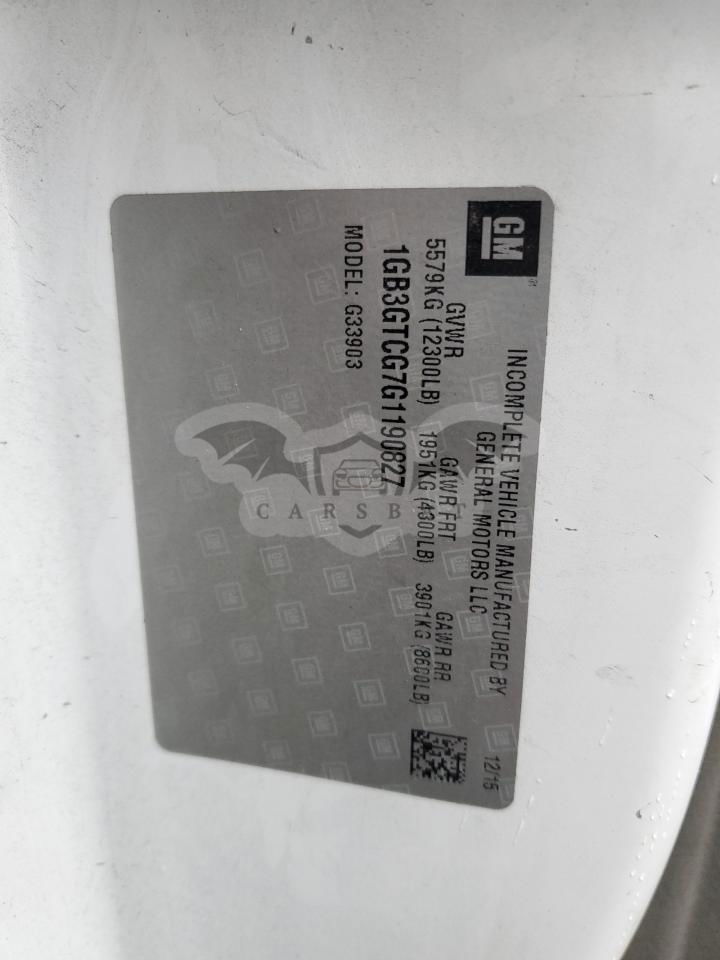 GM
INCOMPLETE VEHICLE MANUFACTURED BY
GENERAL MOTORS LLC
12/15
GVWR GAWR FRT GAWR RR
5579KG (12300LB) 1951KG (4300LB) 3901KG (8600LB)
1GB3GTCG7G1190827
MODEL: G33903